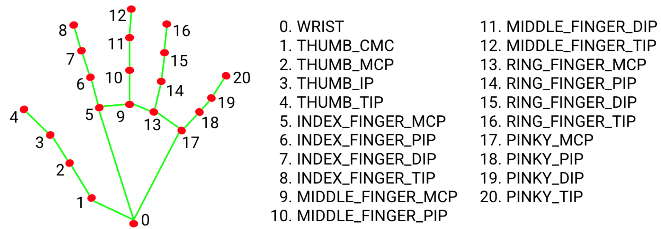 12
8
16
11
7
15
20
6
10
14
19
4
5
9
13
18
3
17
2
1
0
0. WRIST
1. THUMB_CMC
2. THUMB_MCP
3. THUMB_IP
4. THUMB_TIP
5. INDEX_FINGER_MCP
6. INDEX_FINGER_PIP
7. INDEX_FINGER_DIP
8. INDEX_FINGER_TIP
9. MIDDLE_FINGER_MCP
10. MIDDLE_FINGER_PIP
11. MIDDLE_FINGER_DIP
12. MIDDLE_FINGER_TIP
13. RING_FINGER_MCP
14. RING_FINGER_PIP
15. RING_FINGER_DIP
16. RING_FINGER_TIP
17. PINKY_MCP
18. PINKY_PIP
19. PINKY_DIP
20. PINKY_TIP